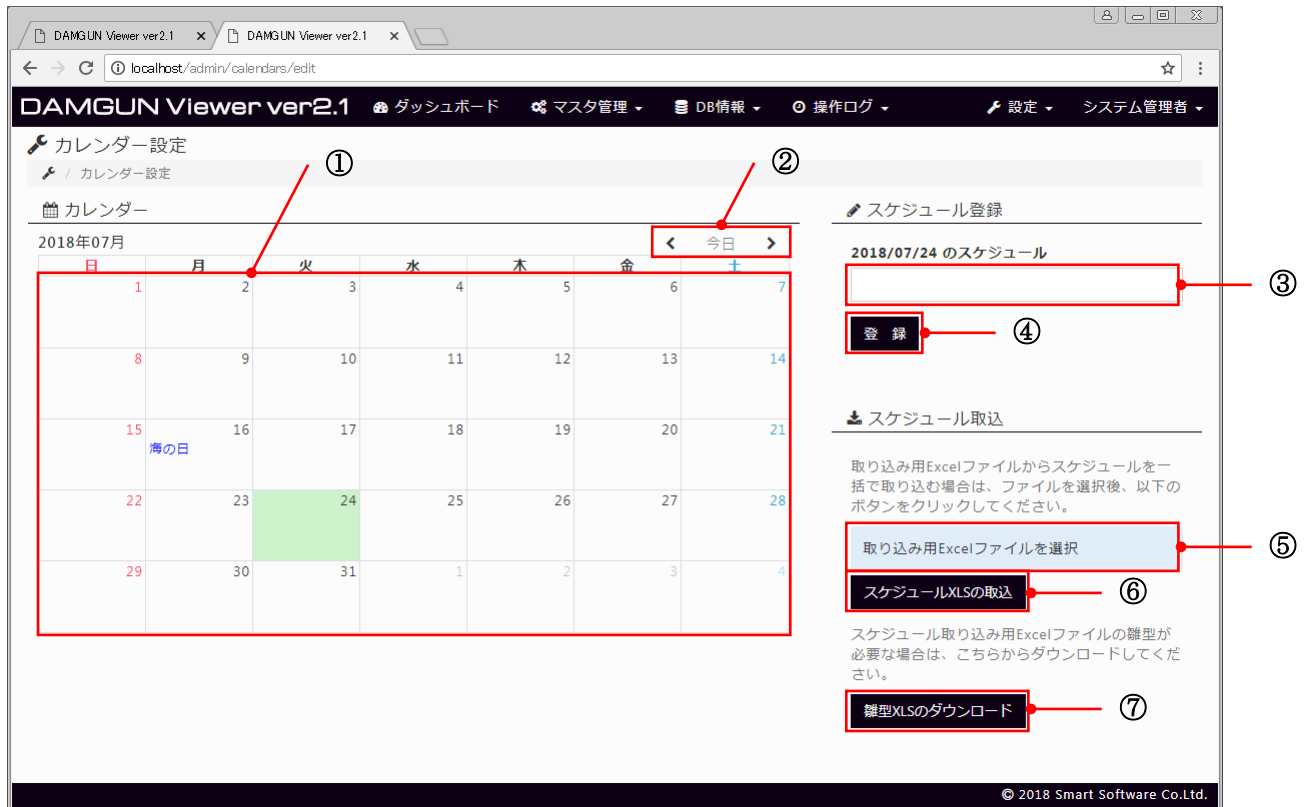 DAMGUN Viewer ver2.1 DAMGUN Viewer ver2.1
localhost/admin/calendars/edit
DAMGUN Viewer ver2.1 ダッシュボード マスタ管理 DB情報 操作ログ 設定 システム管理者
カレンダー設定
/ カレンダー設定
① ②
カレンダー
2018年07月 今日
日 月 火 水 木 金 土
1 2 3 4 5 6 7
8 9 10 11 12 13 14
15 16 17 18 19 20 21
海の日
22 23 24 25 26 27 28
29 30 31 1 2 3 4
スケジュール登録
2018/07/24 のスケジュール
③
登 録 ④
スケジュール取込
取り込み用Excelファイルからスケジュールを一
括で取り込む場合は、ファイルを選択後、以下の
ボタンをクリックしてください。
取り込み用Excelファイルを選択 ⑤
スケジュールXLSの取込 ⑥
スケジュール取り込み用Excelファイルの雛型が
必要な場合は、こちらからダウンロードしてくだ
さい。
雛型XLSのダウンロード ⑦
© 2018 Smart Software Co.Ltd.